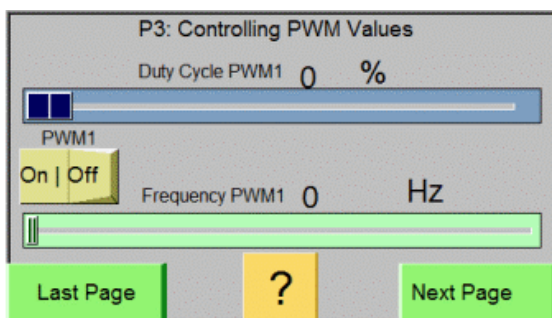 P3: Controlling PWM Values
Duty Cycle PWM1 0 %
PWM1
On | Off
Frequency PWM1 0 Hz
Last Page ? Next Page